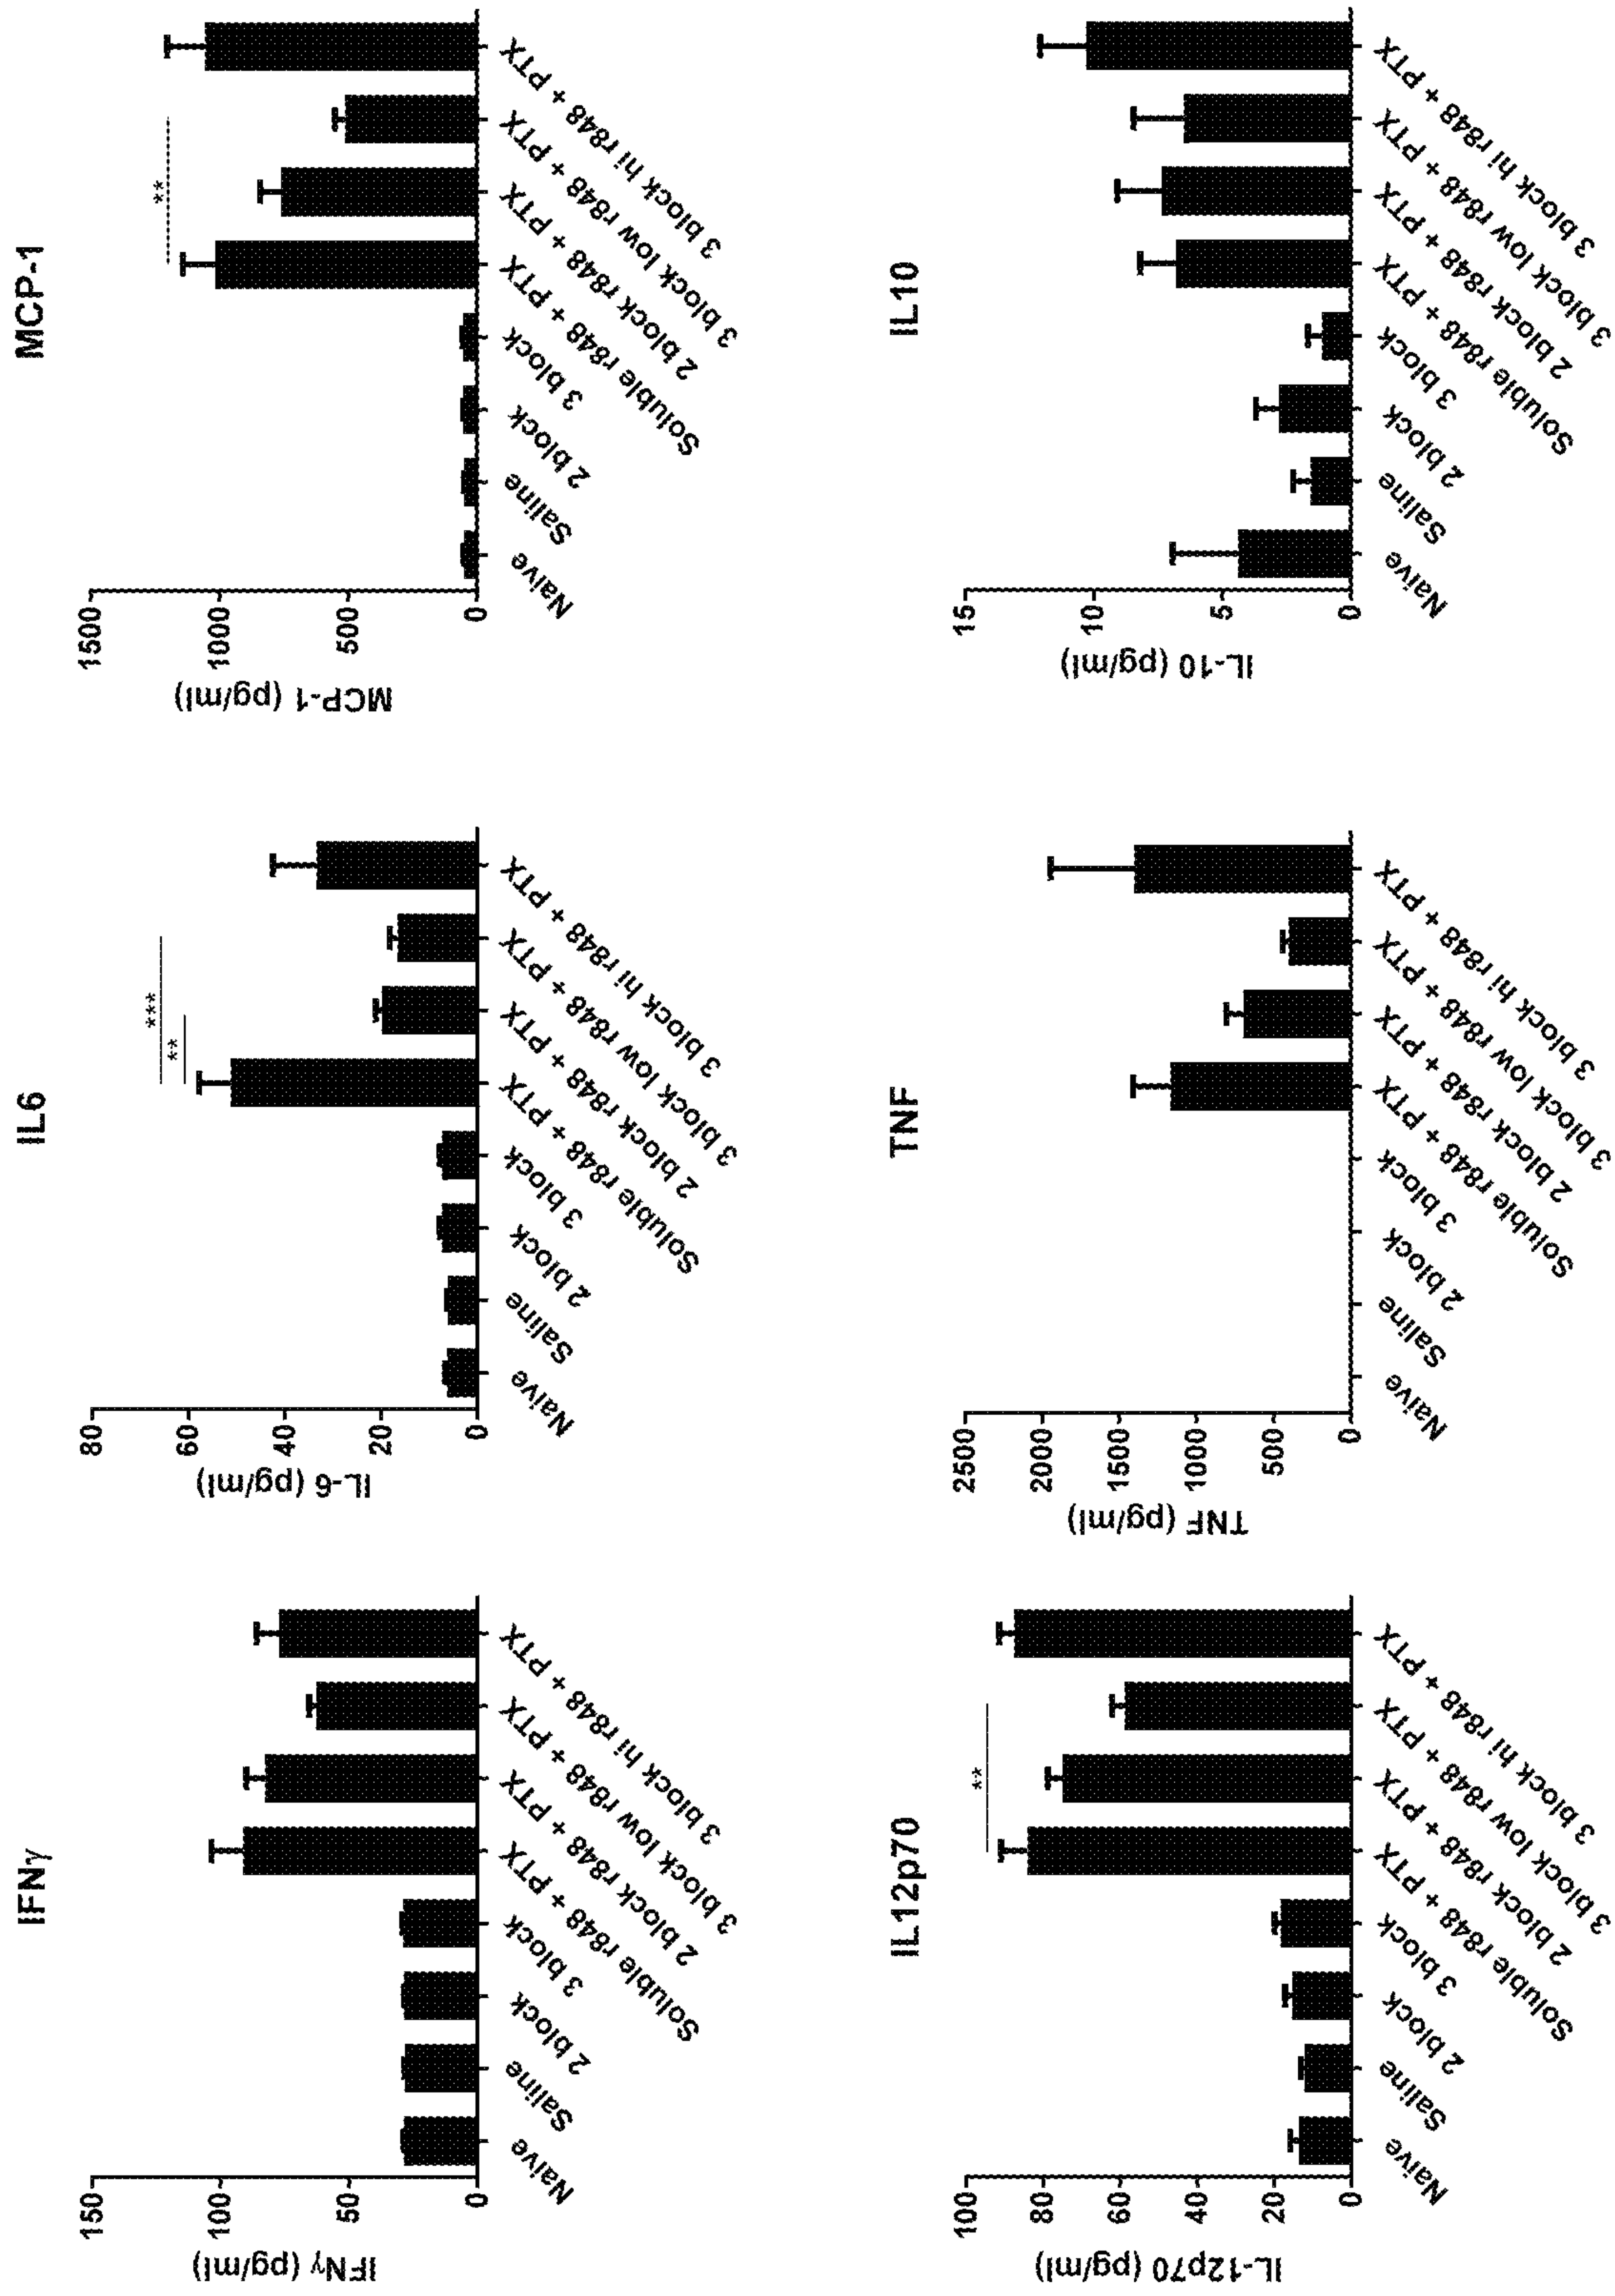 IFNγ
IFNγ (pg/ml)
150
100
50
0
Naive
Saline
2 block
3 block
Soluble r848 + PTX
2 block r848 + PTX
3 block low r848 + PTX
3 block hi r848 + PTX
IL6
IL-6 (pg/ml)
80
60
40
20
0
***
**
Naive
Saline
2 block
3 block
Soluble r848 + PTX
2 block r848 + PTX
3 block low r848 + PTX
3 block hi r848 + PTX
MCP-1
MCP-1 (pg/ml)
1500
1000
500
0
**
Naive
Saline
2 block
3 block
Soluble r848 + PTX
2 block r848 + PTX
3 block low r848 + PTX
3 block hi r848 + PTX
IL12p70
IL-12p70 (pg/ml)
100
80
60
40
20
0
**
Naive
Saline
2 block
3 block
Soluble r848 + PTX
2 block r848 + PTX
3 block low r848 + PTX
3 block hi r848 + PTX
TNF
TNF (pg/ml)
2500
2000
1500
1000
500
0
Naive
Saline
2 block
3 block
Soluble r848 + PTX
2 block r848 + PTX
3 block low r848 + PTX
3 block hi r848 + PTX
IL10
IL-10 (pg/ml)
15
10
5
0
Naive
Saline
2 block
3 block
Soluble r848 + PTX
2 block r848 + PTX
3 block low r848 + PTX
3 block hi r848 + PTX